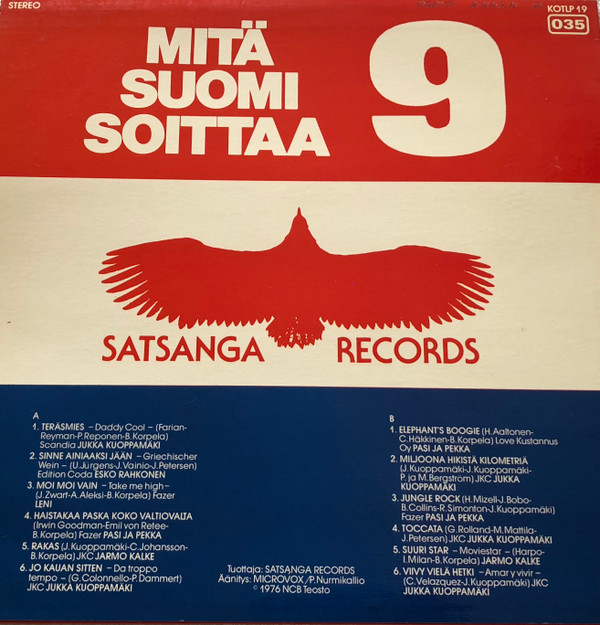 STEREO
KOTLP 19
035
MITÄ
SUOMI
SOITTAA
9
SATSANGA RECORDS
A
1. TERÄSMIES – Daddy Cool – (Farian-
Reyman-P.Reponen-B.Korpela)
Scandia JUKKA KUOPPAMÄKI
2. SINNE AINIAAKSI JÄÄN – Griechischer
Wein – (U.Jürgens-J.Vainio-J.Petersen)
Edition Coda ESKO RAHKONEN
3. MOI MOI VAIN – Take me high –
(J.Zwart-A.Aleksi-B.Korpela) Fazer
LENI
4. HAISTAKAA PASKA KOKO VALTIOVALTA
(Irwin Goodman-Emil von Retee-
B.Korpela) Fazer PASI JA PEKKA
5. RAKAS (J.Kuoppamäki-C.Johansson-
B.Korpela) JKC JARMO KALKE
6. JO KAUAN SITTEN – Da troppo
tempo – (G.Colonnello-P.Dammert)
JKC JUKKA KUOPPAMÄKI
Tuottaja: SATSANGA RECORDS
Äänitys: MICROVOX /P.Nurmikallio
© 1976 NCB Teosto
B
1. ELEPHANT'S BOOGIE (H.Aaltonen-
C.Häkkinen-B.Korpela) Love Kustannus
Oy PASI JA PEKKA
2. MILJOONA HIKISTÄ KILOMETRIÄ
(J.Kuoppamäki-J.Kuoppamäki-
P. ja M.Bergström) JKC JUKKA
KUOPPAMÄKI
3. JUNGLE ROCK (H.Mizell-J.Bobo-
B.Collins-R.Simonton-J.Kuoppamäki)
Fazer PASI JA PEKKA
4. TOCCATA (G.Rolland-M.Mattila-
J.Petersen) JKC JUKKA KUOPPAMÄKI
5. SUURI STAR – Moviestar – (Harpo-
I.Milan-B.Korpela) JARMO KALKE
6. VIIVY VIELÄ HETKI – Amar y vivir –
(C.Velazquez-J.Kuoppamäki) JKC
JUKKA KUOPPAMÄKI